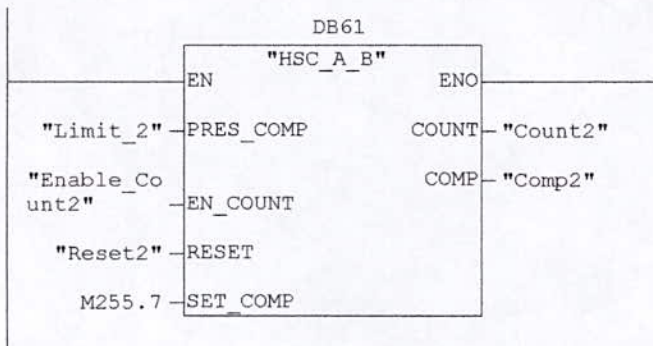 DB61
"HSC_A_B"
EN ENO
"Limit_2" PRES_COMP COUNT "Count2"
"Enable_Co
unt2" EN_COUNT COMP "Comp2"
"Reset2" RESET
M255.7 SET_COMP